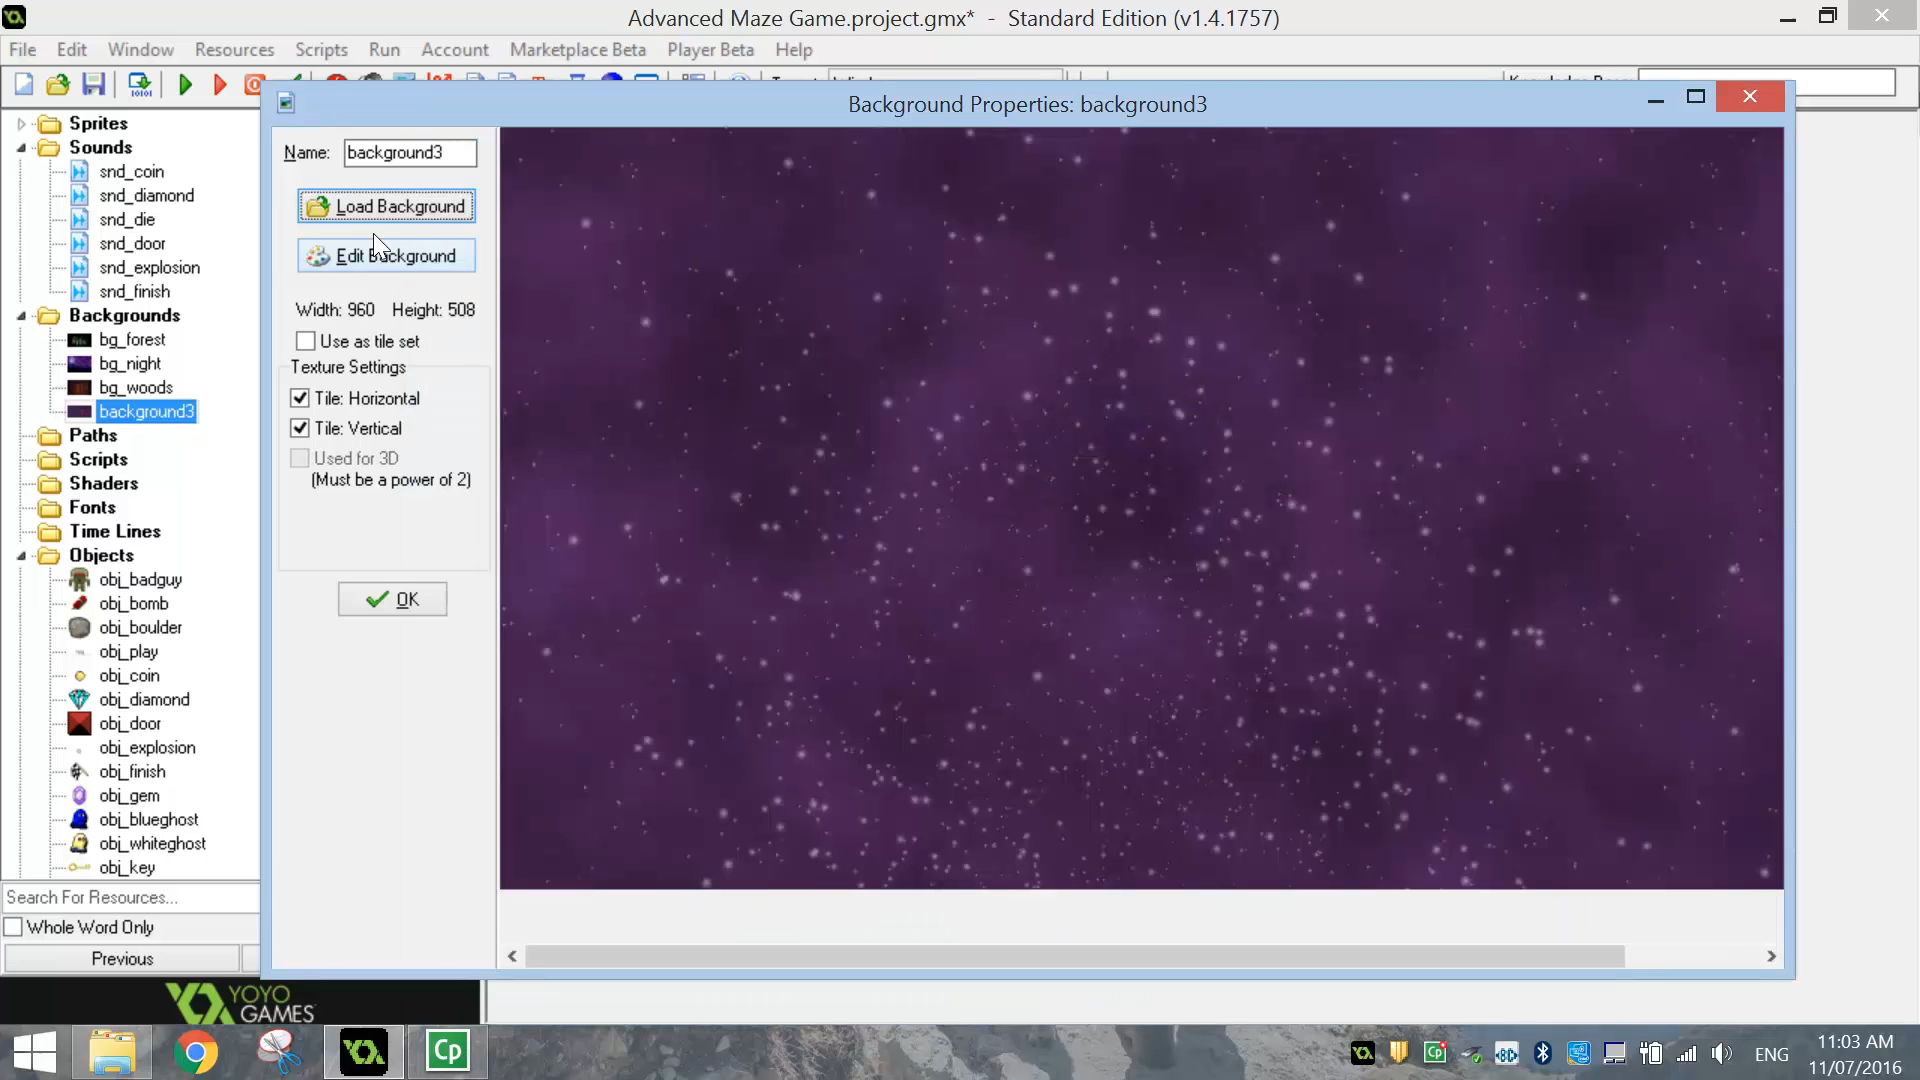 Advanced Maze Game.project.gmx* - Standard Edition (v1.4.1757)
File Edit Window Resources Scripts Run Account Marketplace Beta Player Beta Help
Background Properties: background3
Sprites
Sounds
snd_coin
snd_diamond
snd_die
snd_door
snd_explosion
snd_finish
Backgrounds
bg_forest
bg_night
bg_woods
background3
Paths
Scripts
Shaders
Fonts
Time Lines
Objects
obj_badguy
obj_bomb
obj_boulder
obj_play
obj_coin
obj_diamond
obj_door
obj_explosion
obj_finish
obj_gem
obj_blueghost
obj_whiteghost
obj_key
Search For Resources...
Whole Word Only
Previous
Name: background3
Load Background
Edit Background
Width: 960 Height: 508
Use as tile set
Texture Settings
Tile: Horizontal
Tile: Vertical
Used for 3D
(Must be a power of 2)
OK
YOYO
GAMES
Cp
ENG
11:03 AM
11/07/2016